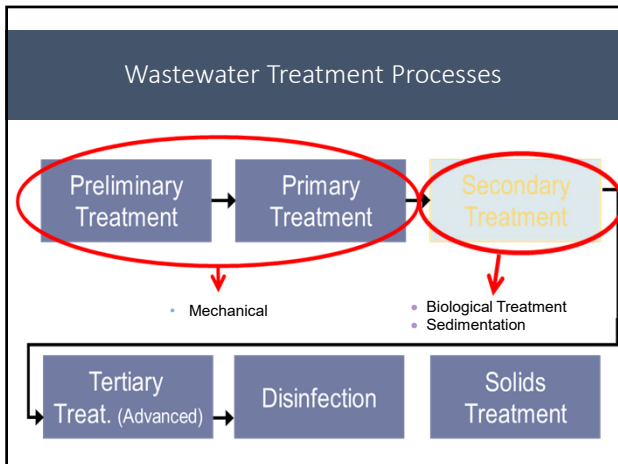 Wastewater Treatment Processes
Preliminary
Treatment
Primary
Treatment
Secondary
Treatment
• Mechanical
• Biological Treatment
• Sedimentation
Tertiary
Treat. (Advanced)
Disinfection
Solids
Treatment